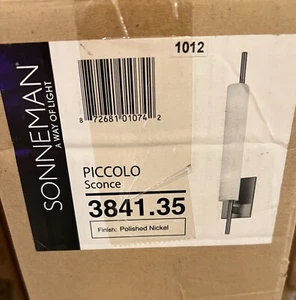 1012
SONNEMAN
A WAY OF LIGHT
8 72681 01074 2
PICCOLO
Sconce
3841.35
Finish: Polished Nickel